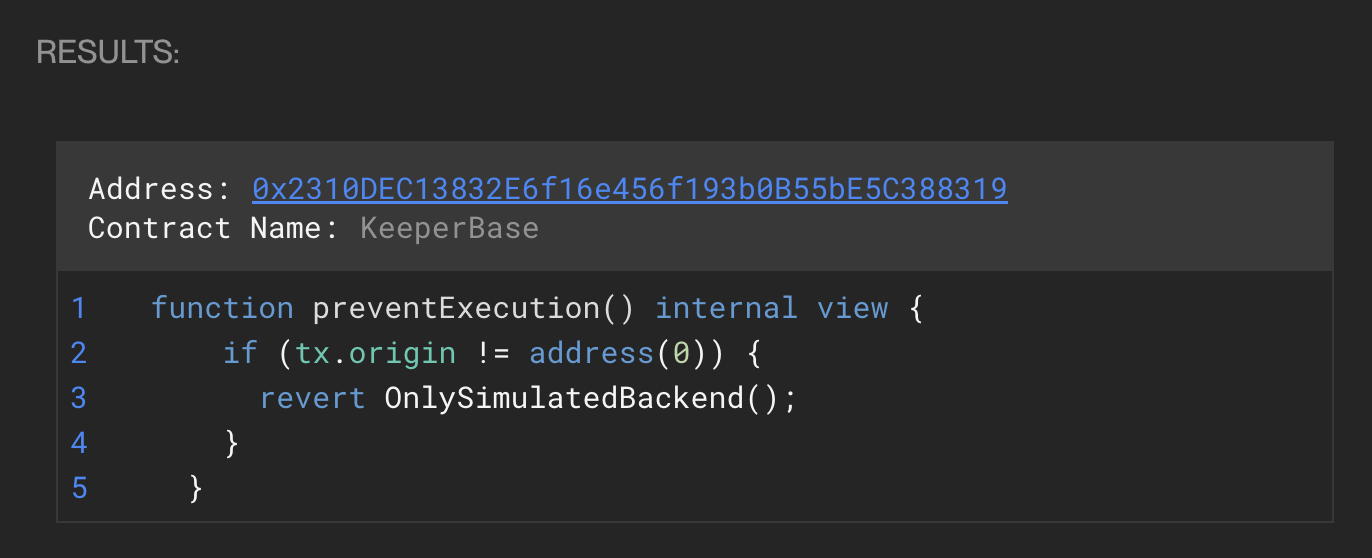 RESULTS:
Address: 0x2310DEC13832E6f16e456f193b0B55bE5C388319
Contract Name: KeeperBase
1 function preventExecution() internal view {
2 if (tx.origin != address(0)) {
3 revert OnlySimulatedBackend();
4 }
5 }